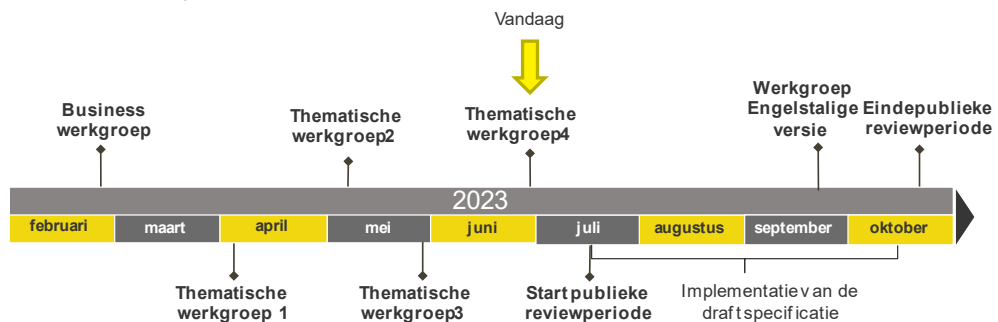 Vandaag
Business
werkgroep
Thematische
werkgroep2
Thematische
werkgroep4
Werkgroep
Engelstalige
versie
Eindepublieke
reviewperiode
2023
februari
maart
april
mei
juni
juli
augustus
september
oktober
Thematische
werkgroep 1
Thematische
werkgroep3
Start publieke
reviewperiode
Implementatie van de
draft specificatie